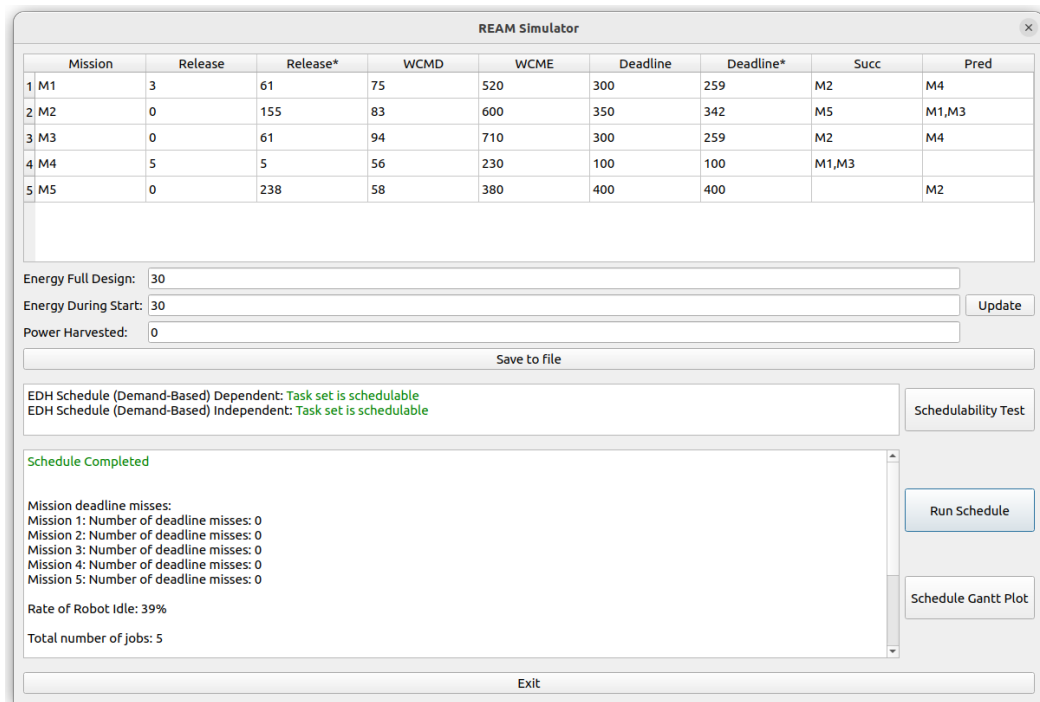 REAM Simulator
×
Mission Release Release* WCMD WCME Deadline Deadline* Succ Pred
1 M1 3 61 75 520 300 259 M2 M4
2 M2 0 155 83 600 350 342 M5 M1,M3
3 M3 0 61 94 710 300 259 M2 M4
4 M4 5 5 56 230 100 100 M1,M3
5 M5 0 238 58 380 400 400 M2
Energy Full Design: 30
Energy During Start: 30 Update
Power Harvested: 0
Save to file
EDH Schedule (Demand-Based) Dependent: Task set is schedulable
EDH Schedule (Demand-Based) Independent: Task set is schedulable
Schedulability Test
Schedule Completed
Mission deadline misses:
Mission 1: Number of deadline misses: 0
Mission 2: Number of deadline misses: 0
Mission 3: Number of deadline misses: 0
Mission 4: Number of deadline misses: 0
Mission 5: Number of deadline misses: 0
Rate of Robot Idle: 39%
Total number of jobs: 5
Run Schedule
Schedule Gantt Plot
Exit